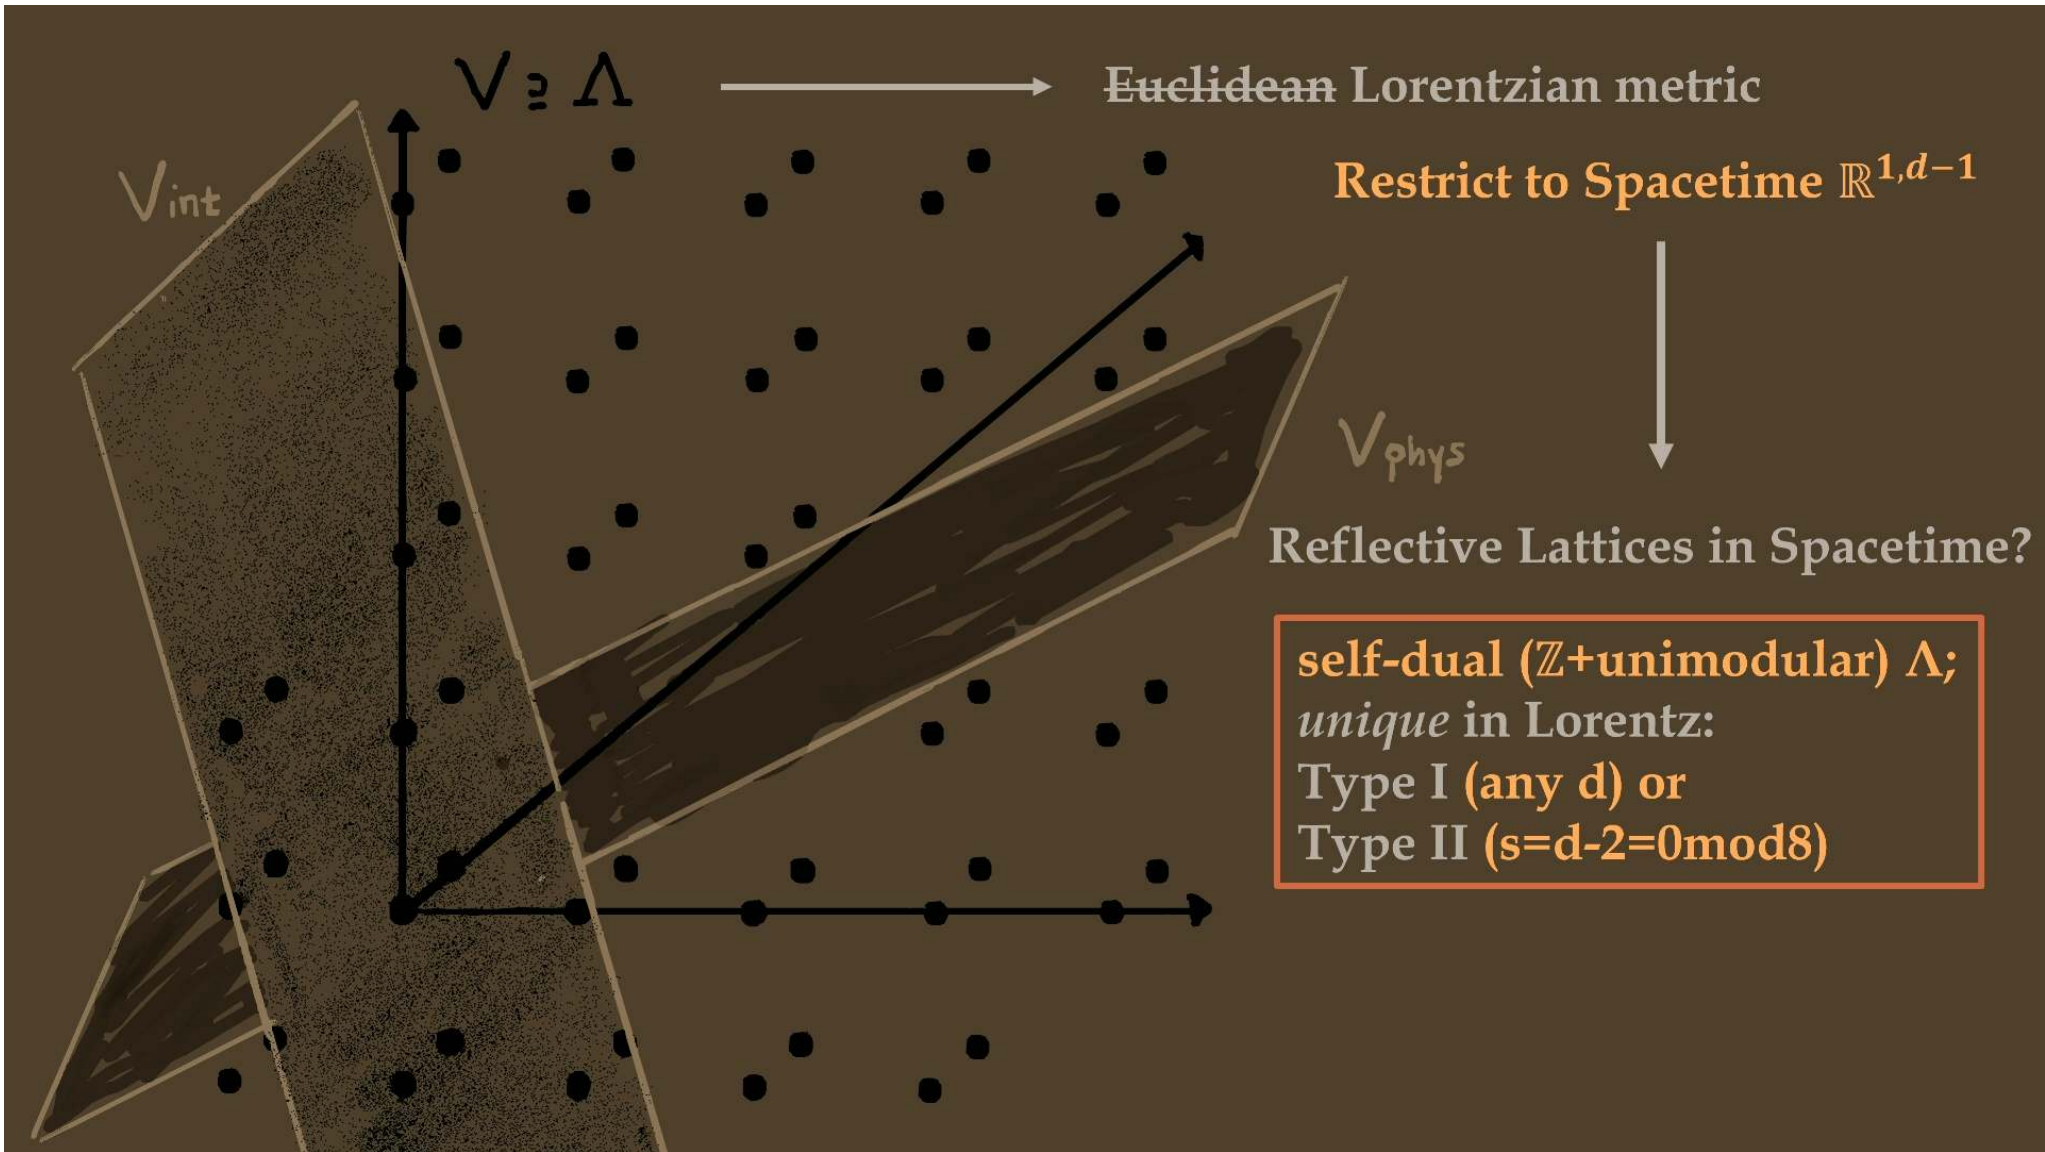 V ⊇ Λ
E̶u̶c̶l̶i̶d̶e̶a̶n̶ Lorentzian metric
Restrict to Spacetime ℝ^{1,d−1}
V_int
V_phys
Reflective Lattices in Spacetime?
self-dual (ℤ+unimodular) Λ;
unique in Lorentz:
Type I (any d) or
Type II (s=d-2=0mod8)